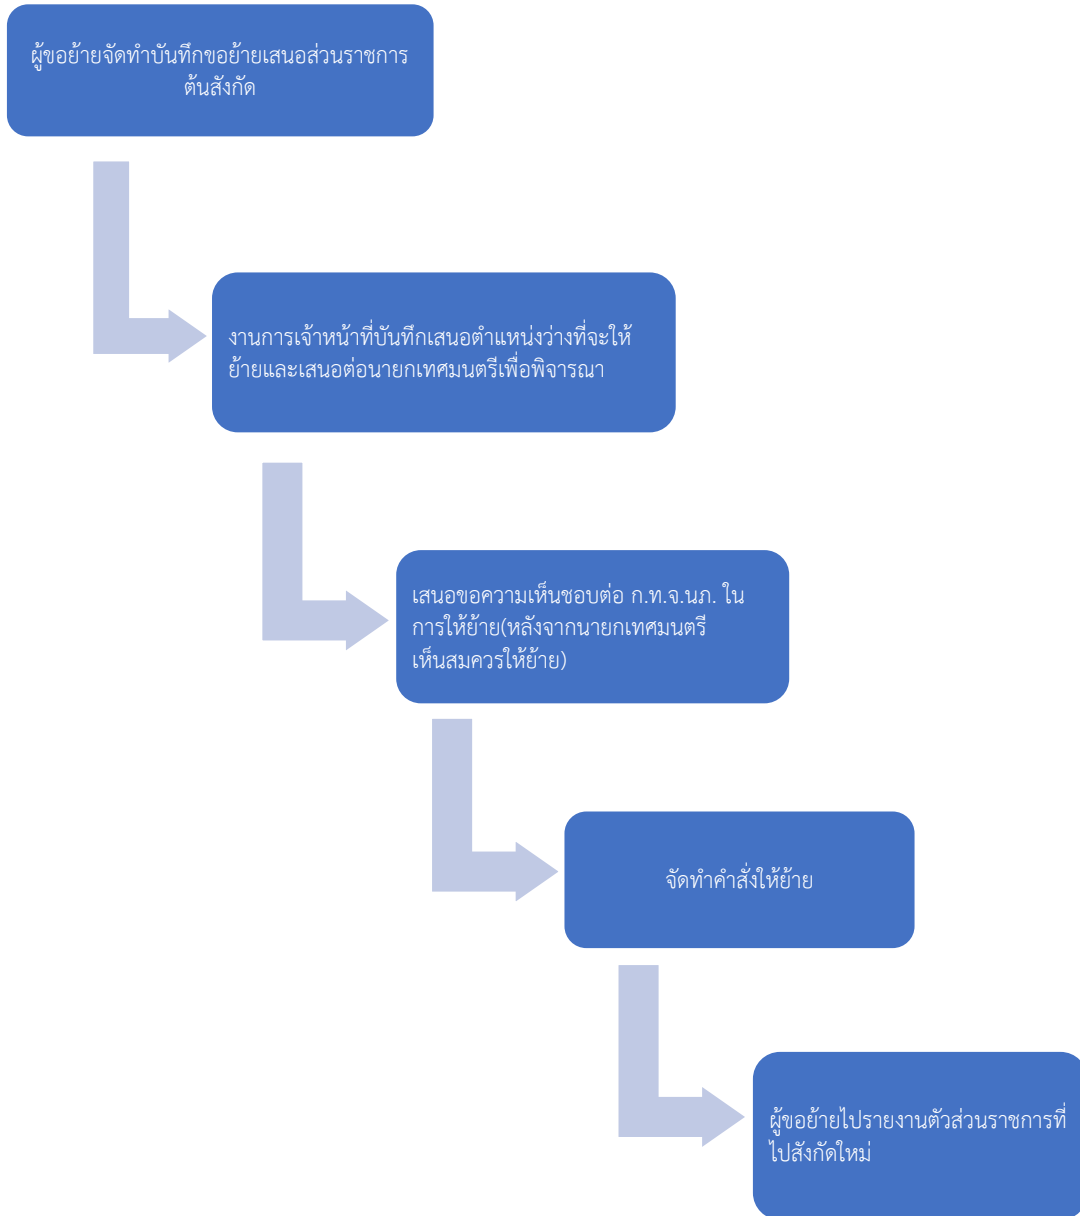 ผู้ขอย้ายจัดทำบันทึกขอย้ายเสนอส่วนราชการ
ต้นสังกัด
งานการเจ้าหน้าที่บันทึกเสนอตำแหน่งว่างที่จะให้
ย้ายและเสนอต่อนายกเทศมนตรีเพื่อพิจารณา
เสนอขอความเห็นชอบต่อ ก.ท.จ.นภ. ใน
การให้ย้าย(หลังจากนายกเทศมนตรี
เห็นสมควรให้ย้าย)
จัดทำคำสั่งให้ย้าย
ผู้ขอย้ายไปรายงานตัวส่วนราชการที่
ไปสังกัดใหม่